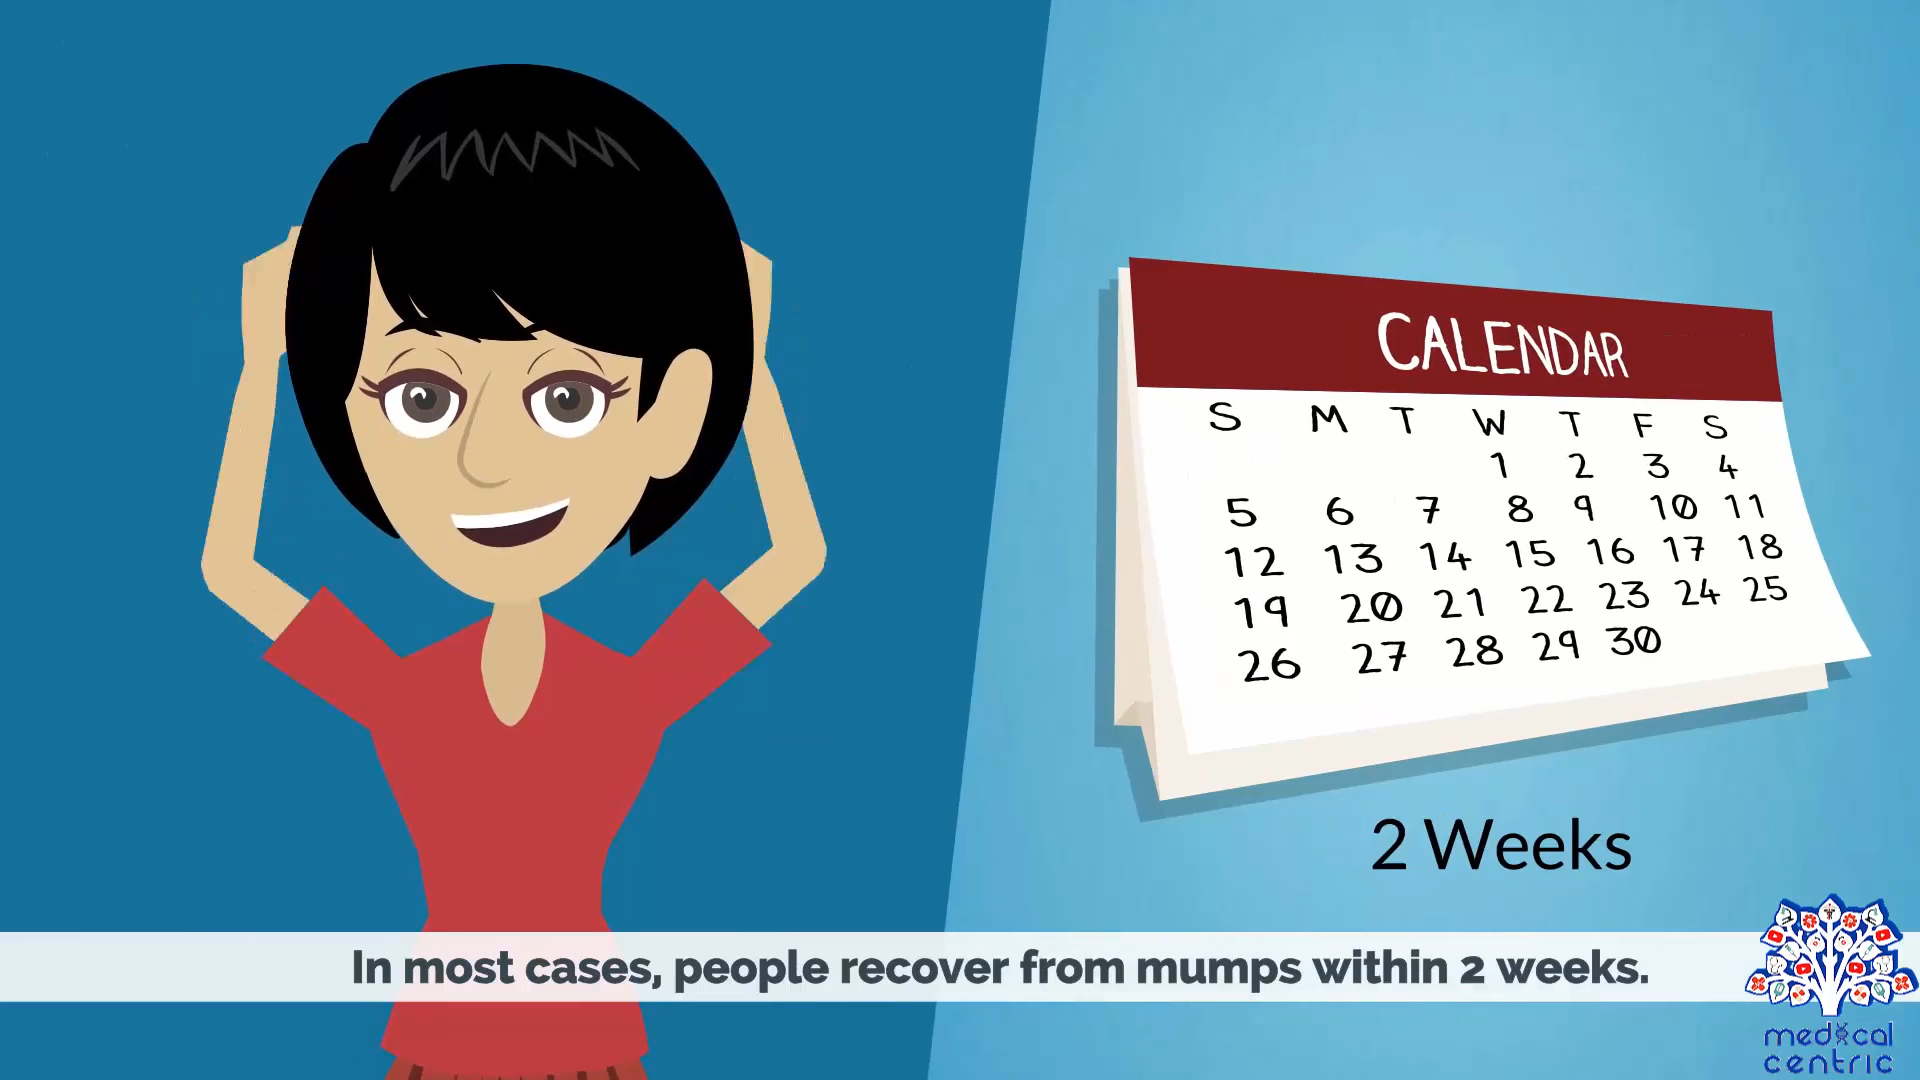 CALENDAR
S M T W T F S
1 2 3 4
5 6 7 8 9 10 11
12 13 14 15 16 17 18
19 20 21 22 23 24 25
26 27 28 29 30
2 Weeks
In most cases, people recover from mumps within 2 weeks.
medical
centric